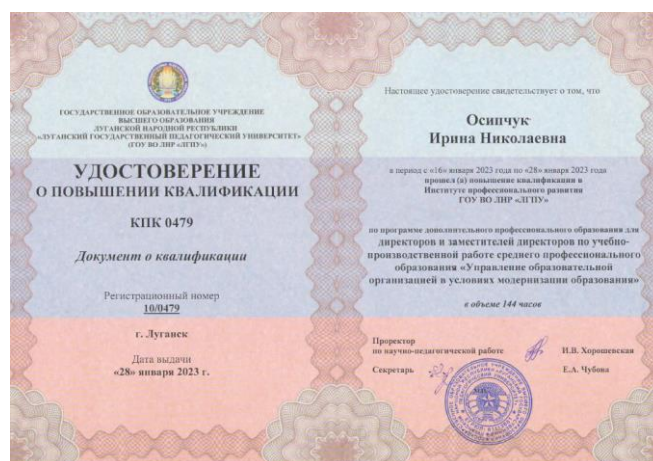 ГОСУДАРСТВЕННОЕ ОБРАЗОВАТЕЛЬНОЕ УЧРЕЖДЕНИЕ
ВЫСШЕГО ОБРАЗОВАНИЯ
ЛУГАНСКОЙ НАРОДНОЙ РЕСПУБЛИКИ
«ЛУГАНСКИЙ ГОСУДАРСТВЕННЫЙ ПЕДАГОГИЧЕСКИЙ УНИВЕРСИТЕТ»
(ГОУ ВО ЛНР «ЛГПУ»)
УДОСТОВЕРЕНИЕ
О ПОВЫШЕНИИ КВАЛИФИКАЦИИ
КПК 0479
Документ о квалификации
Регистрационный номер
10/0479
г. Луганск
Дата выдачи
«28» января 2023 г.
Настоящее удостоверение свидетельствует о том, что
Осипчук
Ирина Николаевна
в период с «16» января 2023 года по «28» января 2023 года
прошел (а) повышение квалификации в
Институте профессионального развития
ГОУ ВО ЛНР «ЛГПУ»
по программе дополнительного профессионального образования для
директоров и заместителей директоров по учебно-
производственной работе среднего профессионального
образования «Управление образовательной
организацией в условиях модернизации образования»
в объеме 144 часов
Проректор
по научно-педагогической работе И.В. Хорошевская
Секретарь Е.А. Чубова